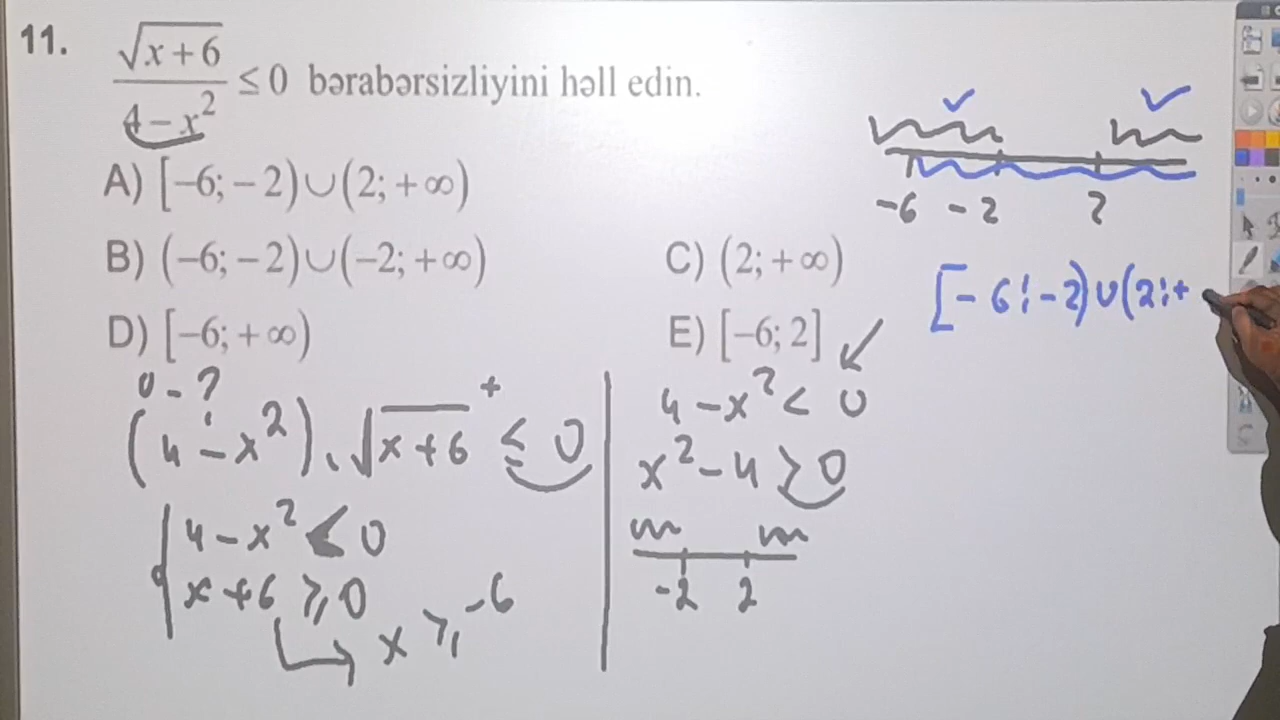 11. √x+6 / 4−x² ≤ 0 bərabərsizliyini həll edin.
A) [−6; −2)∪(2; +∞)
B) (−6; −2)∪(−2; +∞)
C) (2; +∞)
D) [−6; +∞)
E) [−6; 2]
0 - ?
(4 − x²) · √x+6 + ≤ 0
4 − x² < 0
x + 6 ≥ 0
x ≥ −6
4 − x² < 0
x² − 4 > 0
-2 2
-6 -2 2
[-6;-2)∪(2;+